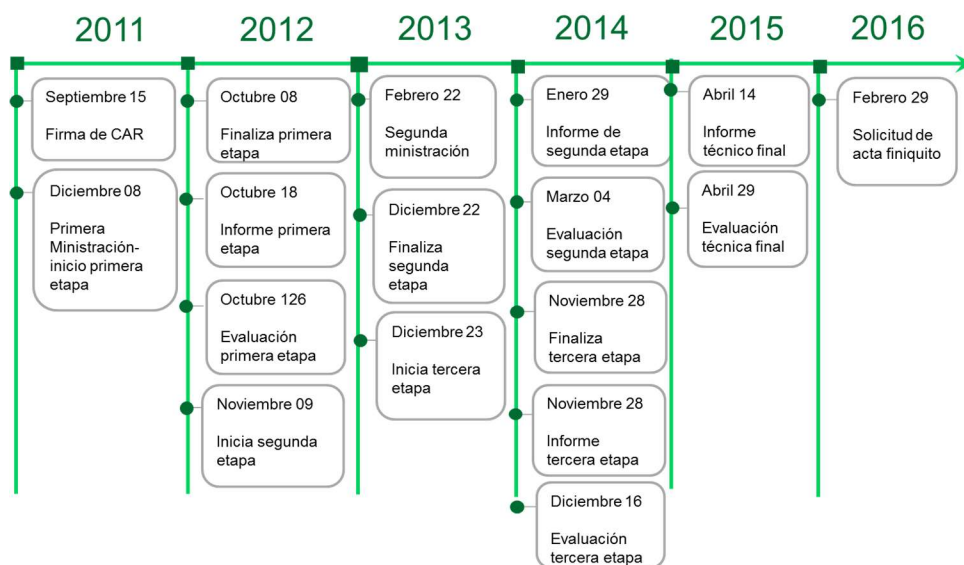 2011
2012
2013
2014
2015
2016
Septiembre 15
Firma de CAR
Diciembre 08
Primera
Ministración-
inicio primera
etapa
Octubre 08
Finaliza primera
etapa
Octubre 18
Informe primera
etapa
Octubre 126
Evaluación
primera etapa
Noviembre 09
Inicia segunda
etapa
Febrero 22
Segunda
ministración
Diciembre 22
Finaliza
segunda
etapa
Diciembre 23
Inicia tercera
etapa
Enero 29
Informe de
segunda etapa
Marzo 04
Evaluación
segunda etapa
Noviembre 28
Finaliza
tercera etapa
Noviembre 28
Informe
tercera etapa
Diciembre 16
Evaluación
tercera etapa
Abril 14
Informe
técnico final
Abril 29
Evaluación
técnica final
Febrero 29
Solicitud de
acta finiquito